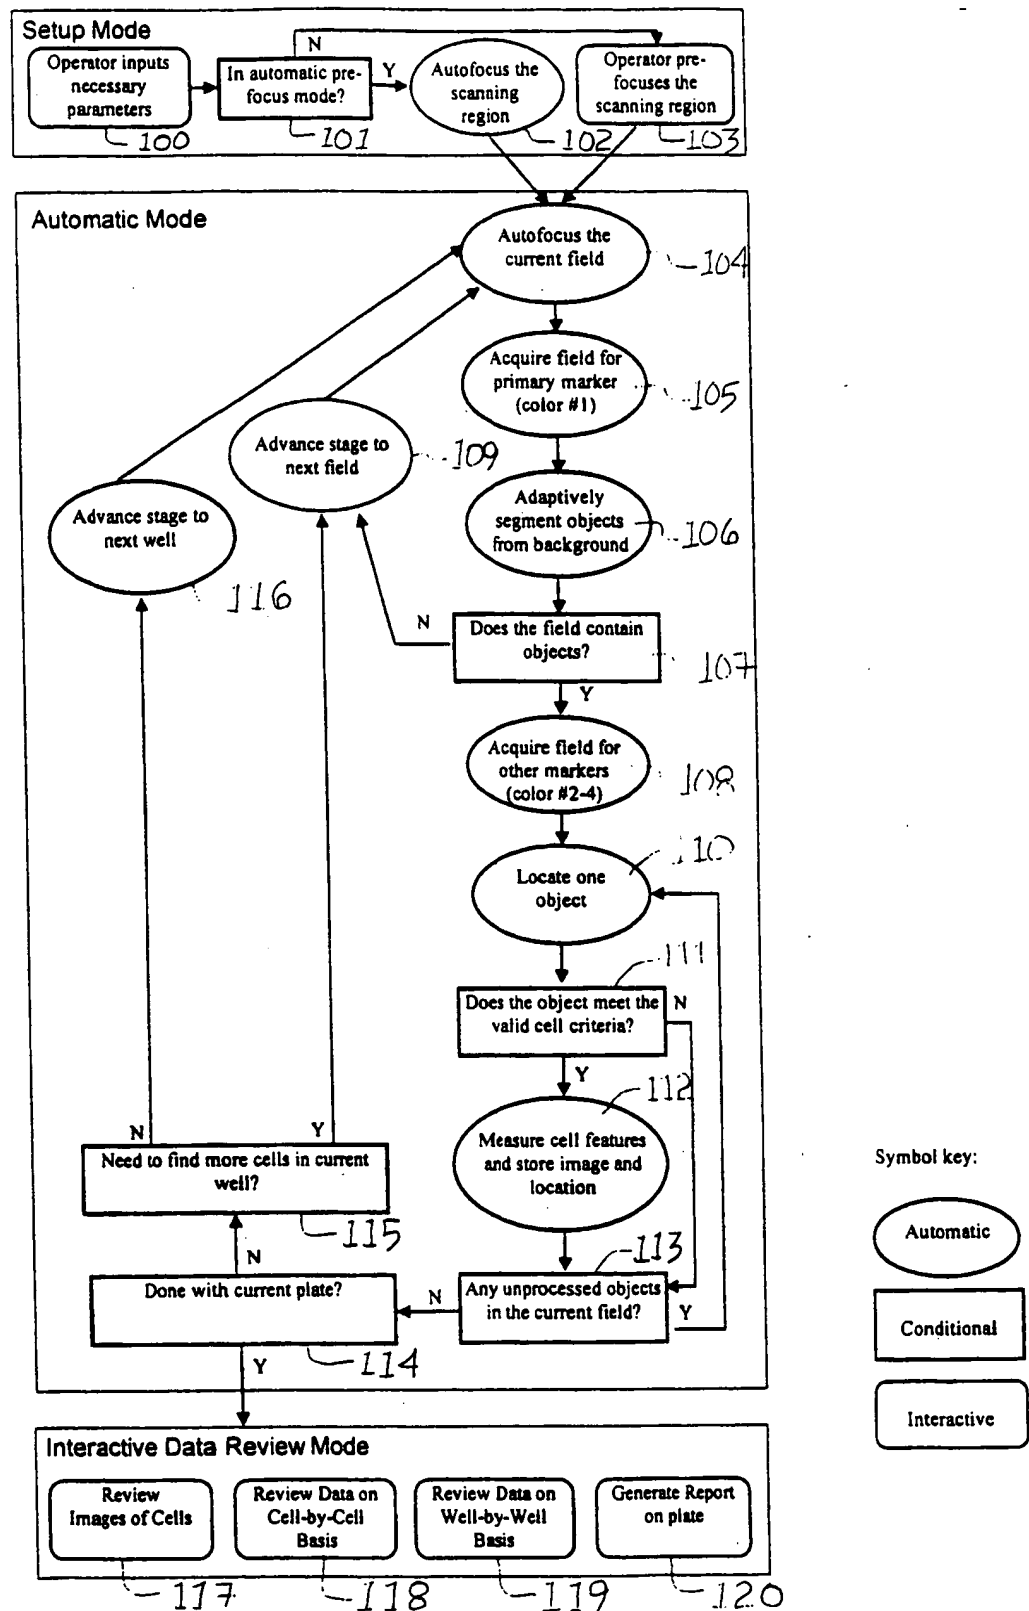 Setup Mode
Operator inputs
necessary
parameters
100
In automatic pre-
focus mode?
101
N
Y
Autofocus the
scanning
region
102
Operator pre-
focuses the
scanning region
103
Automatic Mode
Autofocus the
current field
104
Acquire field for
primary marker
(color #1)
105
Advance stage to
next field
109
Adaptively
segment objects
from background
106
Advance stage to
next well
116
N
Does the field contain
objects?
107
Y
Acquire field for
other markers
(color #2-4)
108
Locate one
object
110
Does the object meet the
valid cell criteria?
111
N
Y
Measure cell features
and store image and
location
112
N
Y
Need to find more cells in current
well?
115
N
Done with current plate?
114
N
Any unprocessed objects
in the current field?
113
Y
Y
Symbol key:
Automatic
Conditional
Interactive
Interactive Data Review Mode
Review
Images of Cells
117
Review Data on
Cell-by-Cell
Basis
118
Review Data on
Well-by-Well
Basis
119
Generate Report
on plate
120